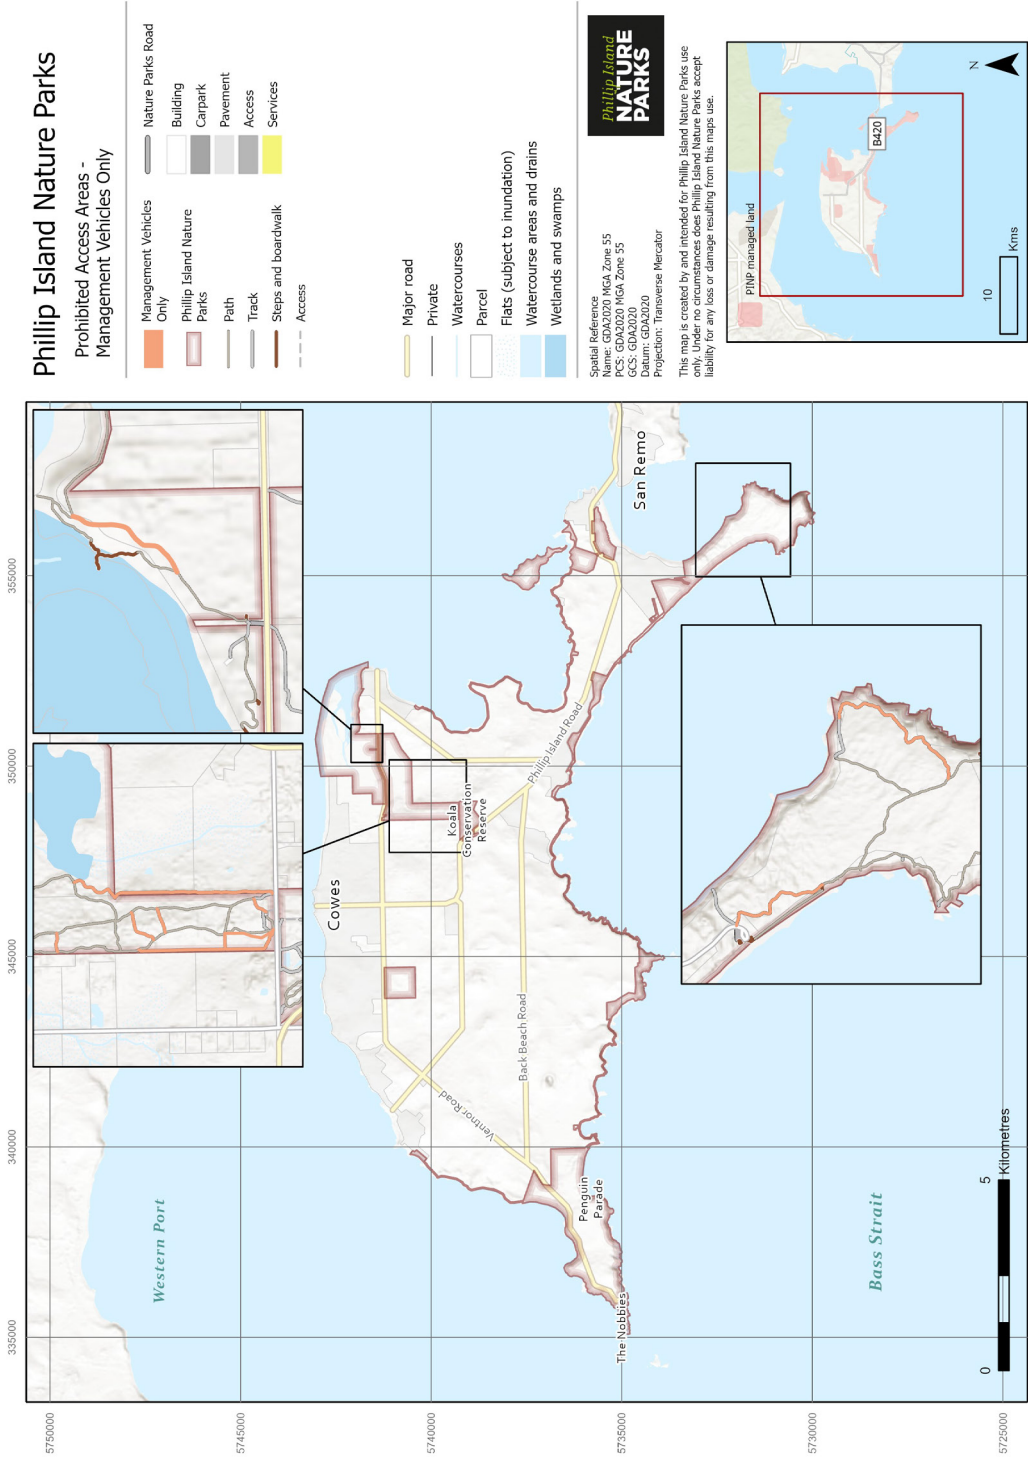 Phillip Island Nature Parks
Prohibited Access Areas -
Management Vehicles Only
Management Vehicles
Only
Phillip Island Nature
Parks
Path
Track
Steps and boardwalk
Access
Nature Parks Road
Building
Carpark
Pavement
Access
Services
Major road
Private
Watercourses
Parcel
Flats (subject to inundation)
Watercourse areas and drains
Wetlands and swamps
Spatial Reference
Name: GDA2020 MGA Zone 55
PCS: GDA2020 MGA Zone 55
GCS: GDA2020
Datum: GDA2020
Projection: Transverse Mercator
Phillip Island
NATURE
PARKS
This map is created by and intended for Phillip Island Nature Parks use
only. Under no circumstances does Phillip Island Nature Parks accept
liability for any loss or damage resulting from this maps use.
PINP managed land
B420
N
10
Kms
335000
340000
345000
350000
355000
5750000
5745000
5740000
5735000
5730000
5725000
Western Port
Cowes
Koala
Conservation
Reserve
San Remo
Phillip Island Road
Back Beach Road
Ventnor Road
Penguin
Parade
The Nobbies
Bass Strait
0
5
Kilometres